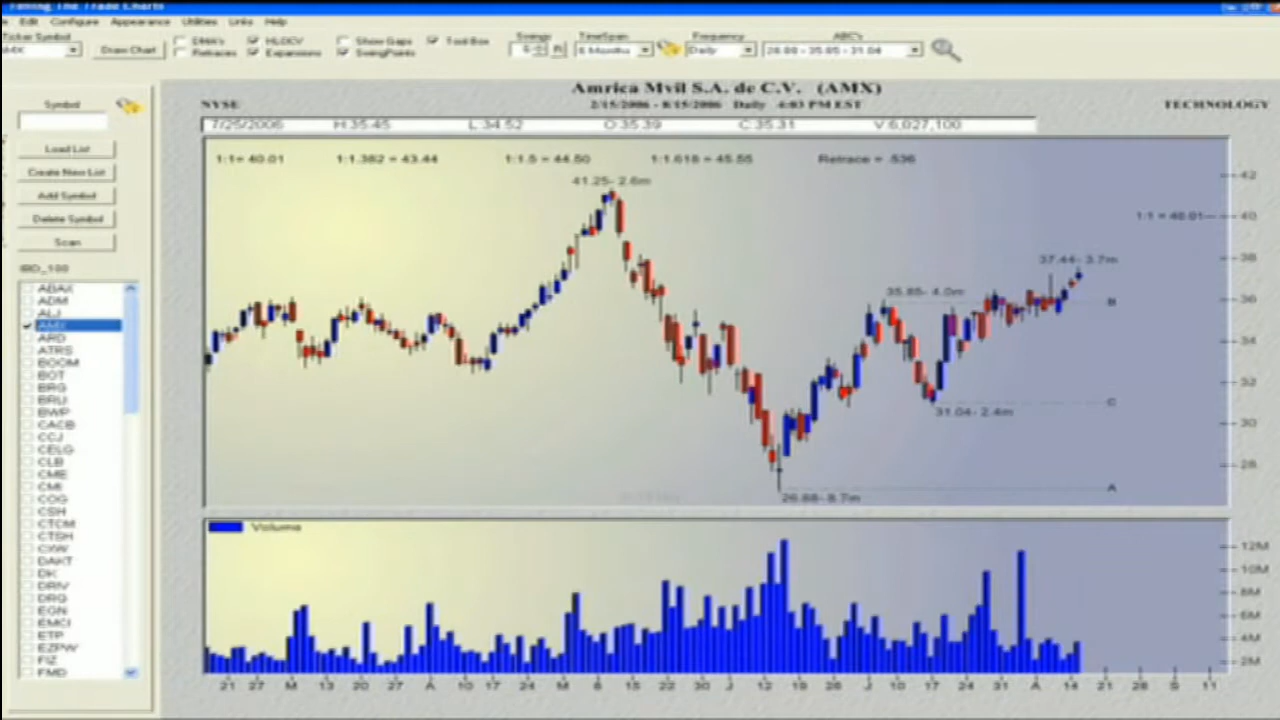 Timing The Trade Charts
Edit Configure Appearance Utilities Links Help
Ticker Symbol
AMX
Draw Chart
DMA's
Retraces
HLOCV
Expansions
Show Gaps
SwingPoints
Tool Box
Swings
TimeSpan
6 Months
Frequency
Daily
ABC's
26.88 - 35.85 - 31.04
Symbol
Load List
Create New List
Add Symbol
Delete Symbol
Scan
IBD_100
ABAX
ADM
ALJ
AMX
ARD
ATRS
BOOM
BOT
BRG
BRLI
BWP
CACB
CCJ
CELG
CLB
CME
CMI
COG
CSH
CTCM
CTSH
CXW
DAKT
DK
DRIV
DRQ
EGN
EMCI
ETP
EZPW
FIZ
FMD
Amrica Mvil S.A. de C.V. (AMX)
NYSE
2/15/2006 - 8/15/2006 Daily 4:03 PM EST
TECHNOLOGY
7/25/2006 H:35.45 L:34.52 O:35.39 C:35.31 V:6,027,100
1:1= 40.01 1:1.382 = 43.44 1:1.5 = 44.50 1:1.618 = 45.55 Retrace = .536
41.25- 2.6m
42
1:1 = 40.01
40
37.44- 3.7m
38
35.85- 4.0m
B
36
34
32
C
31.04- 2.4m
30
28
A
26.88- 8.7m
Volume
12M
10M
8M
6M
4M
2M
21 27 M 13 20 27 A 10 17 24 M 8 15 22 30 J 12 19 26 J 10 17 24 31 A 14 21 28 S 11